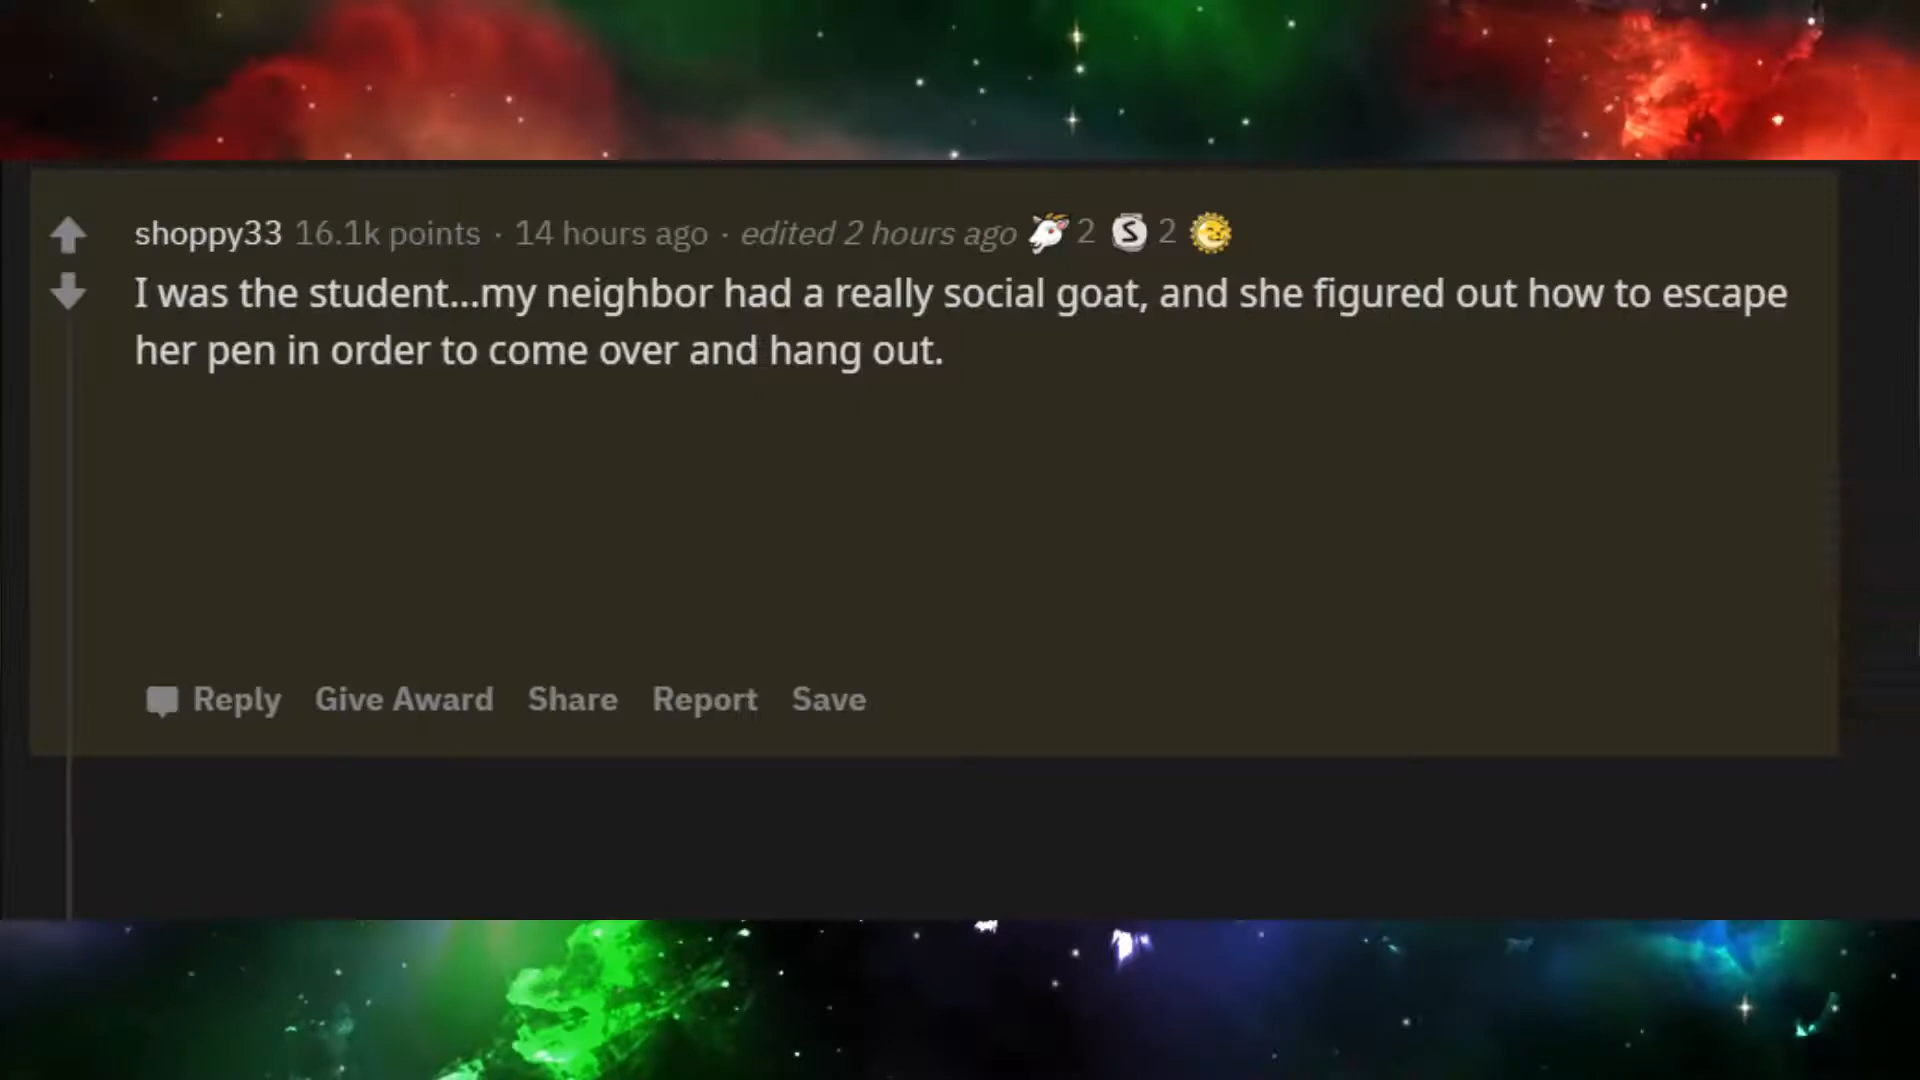 shoppy33 16.1k points · 14 hours ago · edited 2 hours ago 2 S 2
I was the student...my neighbor had a really social goat, and she figured out how to escape
her pen in order to come over and hang out.
Reply Give Award Share Report Save